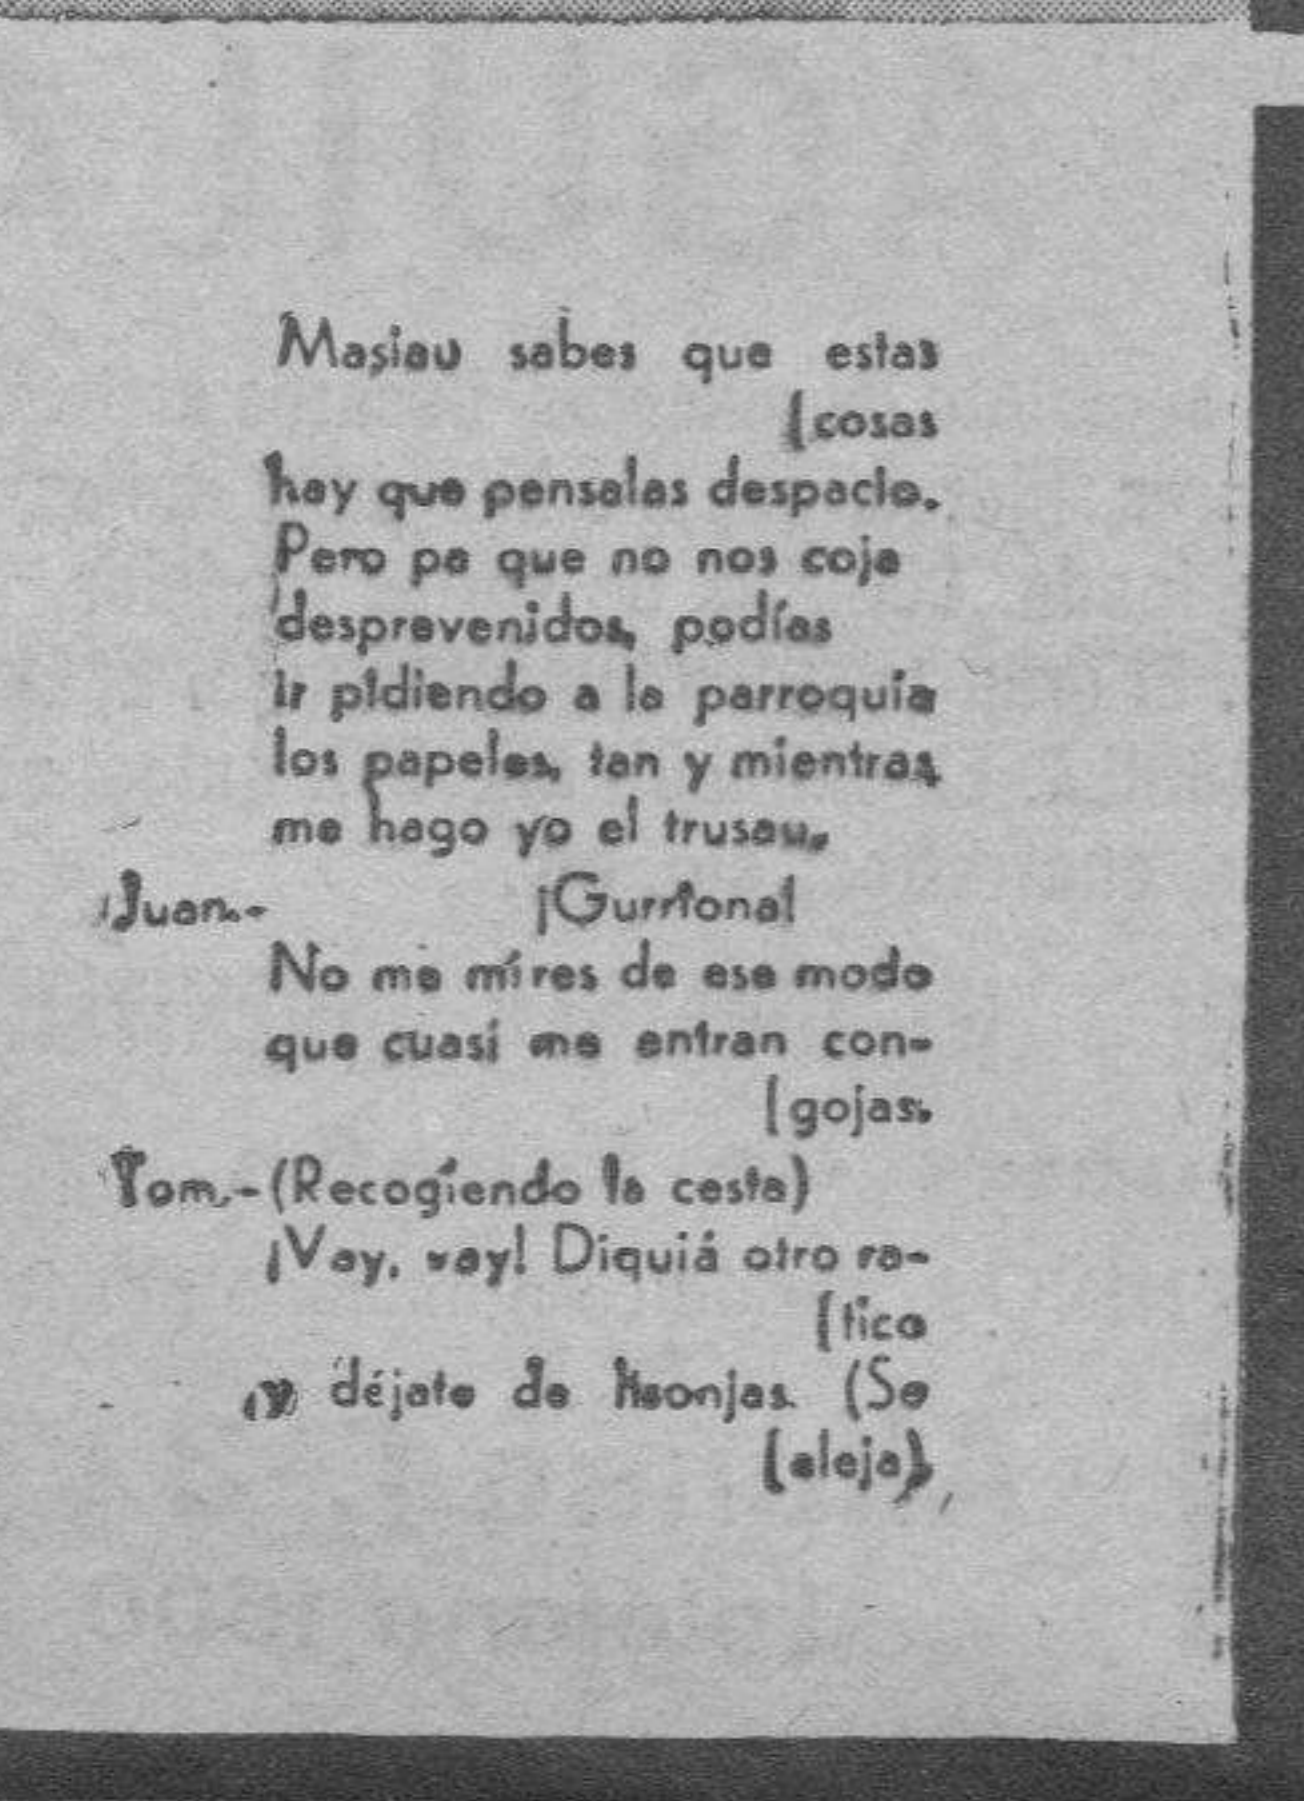 Masiau sabes que estas
[cosas
hay que pensalas despacio.
Pero pa que no nos coja
desprevenidos, podías
ir pidiendo a la parroquia
los papeles, tan y mientras
me hago yo el trusau.
Juan.- ¡Gurriona!
No me mires de ese modo
que cuasi me entran con-
[gojas.
Tom.-(Recogiendo la cesta)
¡Vay, vay! Diquiá otro ra-
[tico
y déjate de lisonjas. (Se
[aleja)